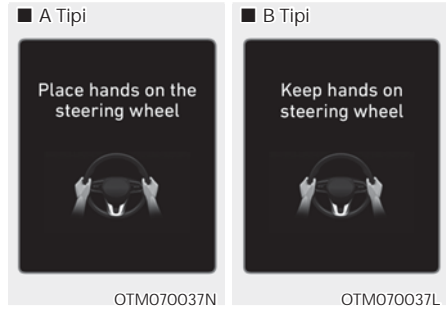 ■ A Tipi
Place hands on the
steering wheel
OTM070037N
■ B Tipi
Keep hands on
steering wheel
OTM070037L